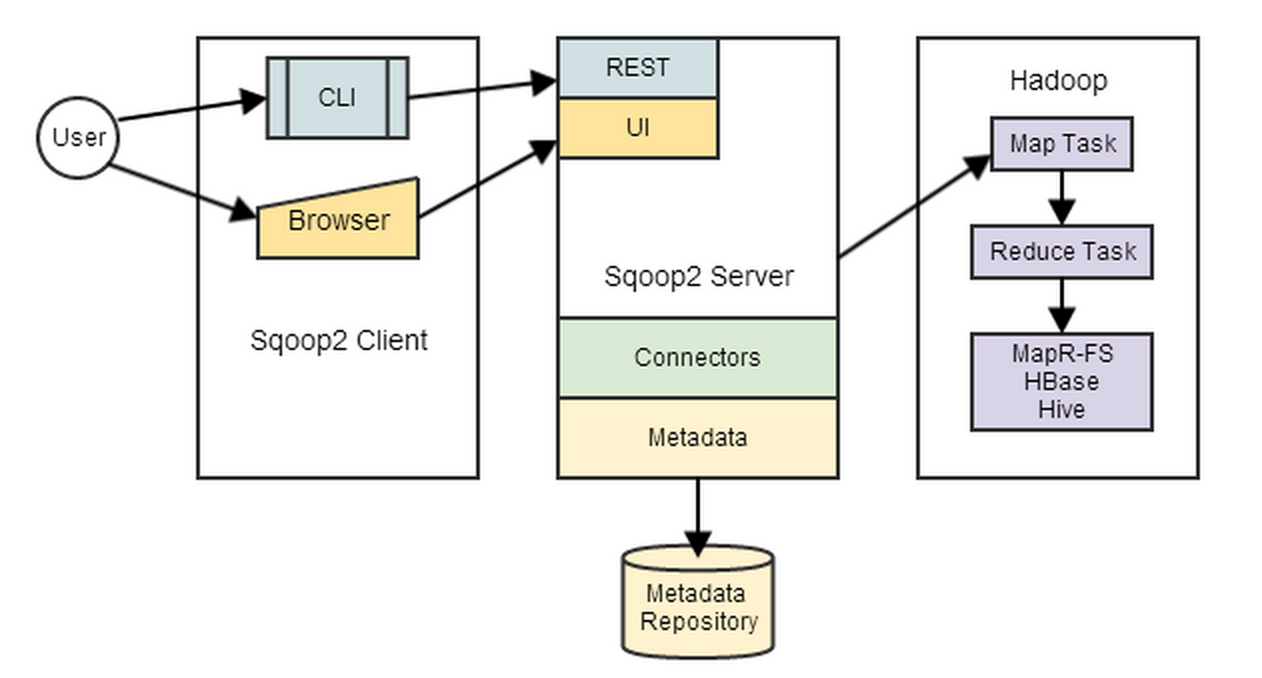 User
CLI
Browser
Sqoop2 Client
REST
UI
Sqoop2 Server
Connectors
Metadata
Metadata
Repository
Hadoop
Map Task
Reduce Task
MapR-FS
HBase
Hive